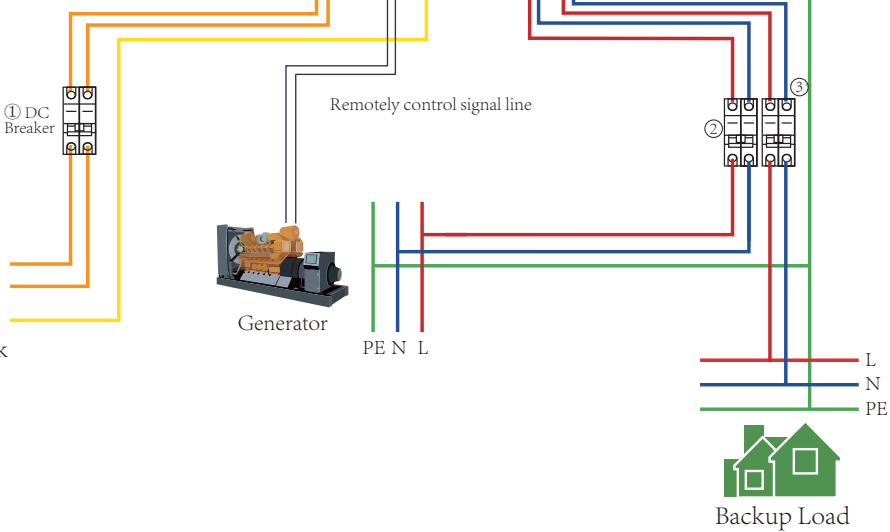 ① DC
Breaker
Remotely control signal line
②
③
Generator
PE N L
k
L
N
PE
Backup Load